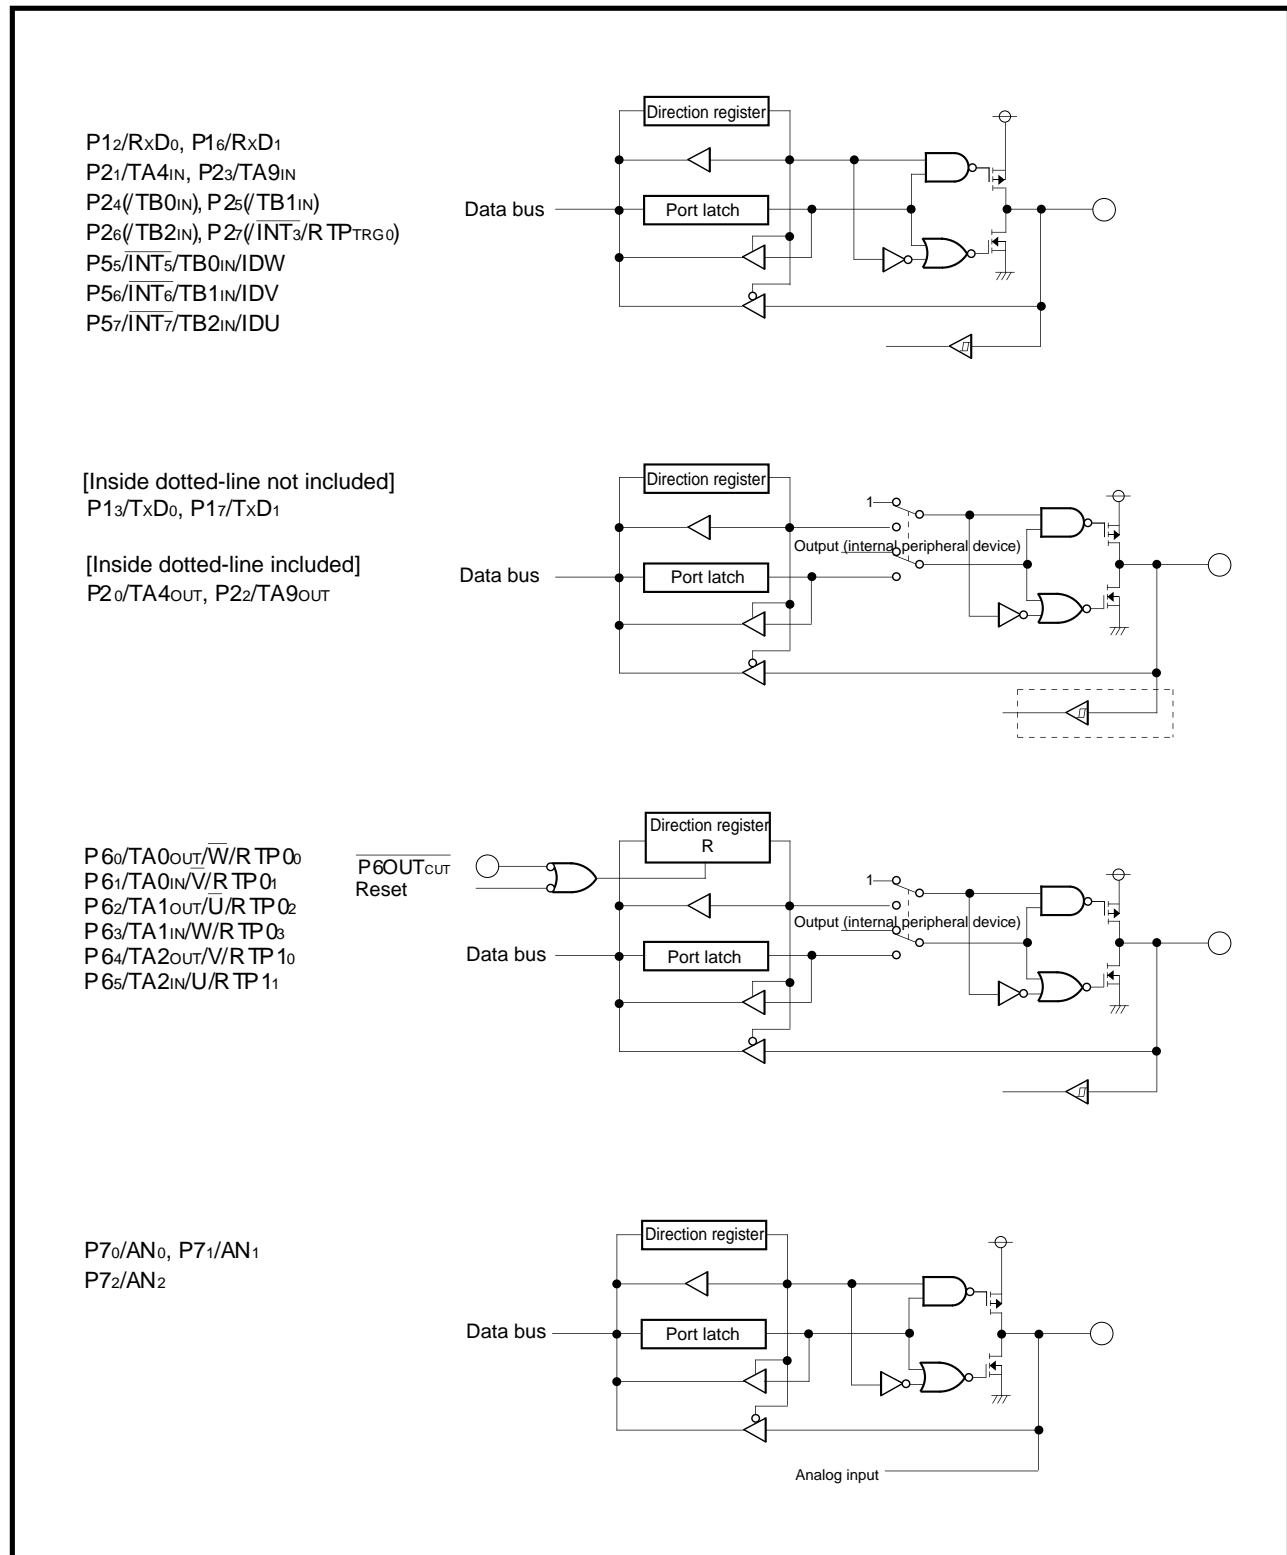 Direction register
P1₂/RxD₀, P1₆/RxD₁
P2₁/TA4IN, P2₃/TA9IN
P2₄(/TB0IN), P2₅(/TB1IN)
Data bus
Port latch
P2₆(/TB2IN), P2₇(/I̅N̅T̅₃̅/RTPTRG0)
P5₅/I̅N̅T̅₅̅/TB0IN/IDW
P5₆/I̅N̅T̅₆̅/TB1IN/IDV
P5₇/I̅N̅T̅₇̅/TB2IN/IDU
[Inside dotted-line not included]
P1₃/TxD₀, P1₇/TxD₁
Direction register
1
Output (internal peripheral device)
[Inside dotted-line included]
P2₀/TA4OUT, P2₂/TA9OUT
Data bus
Port latch
Direction register
R
P6₀/TA0OUT/W̅/RTP0₀
P6₁/TA0IN/V̅/RTP0₁
P6₂/TA1OUT/U̅/RTP0₂
P6₃/TA1IN/W/RTP0₃
P6₄/TA2OUT/V/RTP1₀
P6₅/TA2IN/U/RTP1₁
P̅6̅O̅U̅T̅C̅U̅T̅
Reset
1
Output (internal peripheral device)
Data bus
Port latch
P7₀/AN₀, P7₁/AN₁
P7₂/AN₂
Direction register
Data bus
Port latch
Analog input